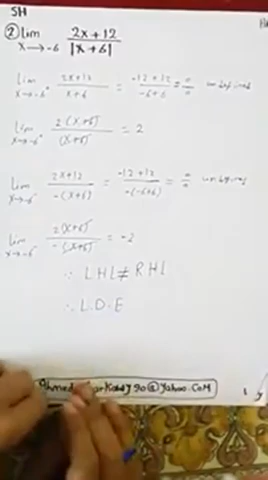 SH
② lim x→-6 2x+12 / |x+6|
lim x→-6⁺ 2x+12 / x+6 = -12+12 / -6+6 = 0/0 undefined
lim x→-6⁺ 2(x+6) / (x+6) = 2
lim x→-6⁻ 2x+12 / -(x+6) = -12+12 / -(-6+6) = 0/0 undefined
lim x→-6⁻ 2(x+6) / -(x+6) = -2
∵ LHL ≠ RHL
∴ L.D.E
@yahoo.com